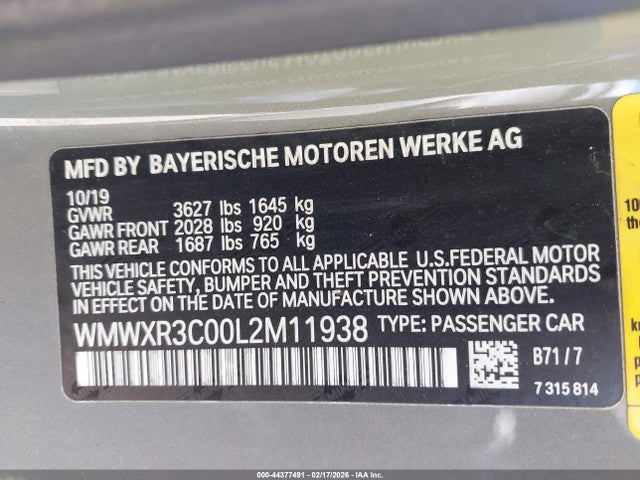 MFD BY BAYERISCHE MOTOREN WERKE AG
10/19
GVWR 3627 lbs 1645 kg
GAWR FRONT 2028 lbs 920 kg
GAWR REAR 1687 lbs 765 kg
THIS VEHICLE CONFORMS TO ALL APPLICABLE U.S.FEDERAL MOTOR
VEHICLE SAFETY, BUMPER AND THEFT PREVENTION STANDARDS
IN EFFECT ON THE DATE OF MANUFACTURE SHOWN ABOVE.
WMWXR3C00L2M11938 TYPE: PASSENGER CAR
B71/7
7 315 814
000-44377491 - 02/17/2026 - IAA Inc.